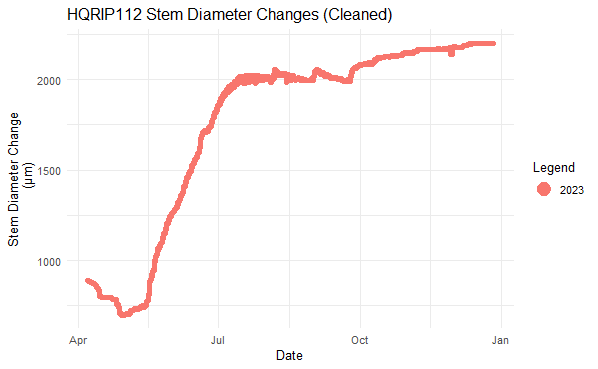 HQRIP112 Stem Diameter Changes (Cleaned)
Stem Diameter Change
(µm)
2000
1500
1000
Apr
Jul
Oct
Jan
Date
Legend
2023